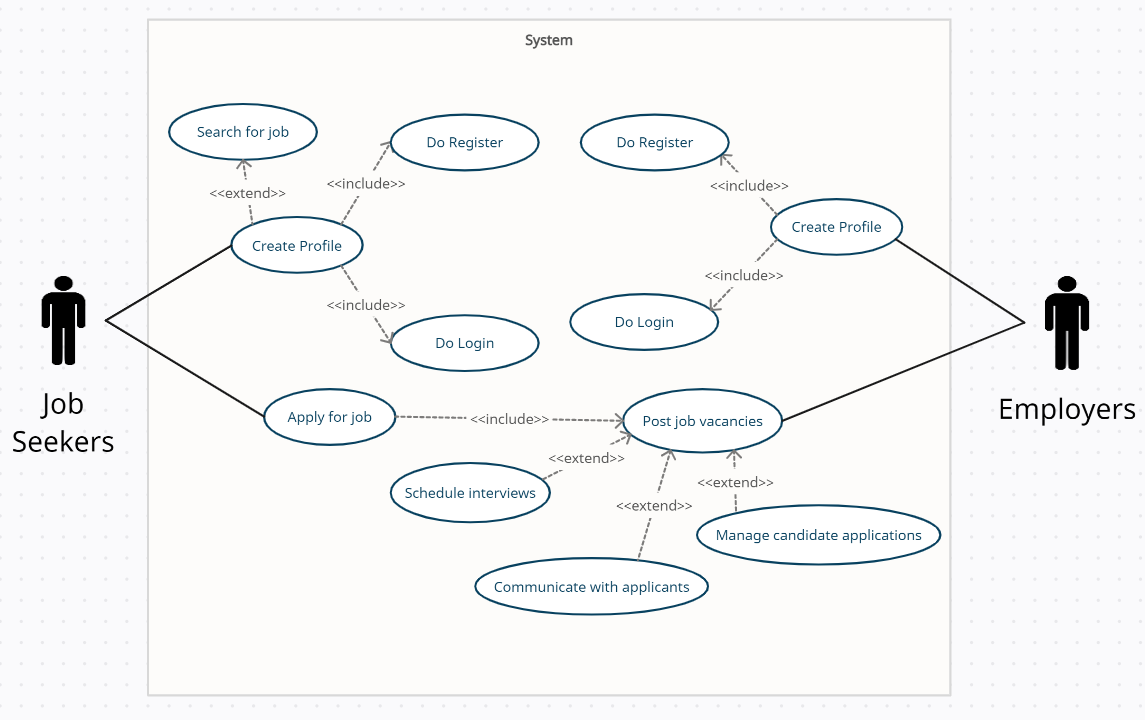 System
Search for job
Do Register
Do Register
<<extend>>
<<include>>
<<include>>
Create Profile
Create Profile
<<include>>
<<include>>
Do Login
Do Login
Job
Seekers
Employers
Apply for job
<<include>>
Post job vacancies
<<extend>>
Schedule interviews
<<extend>>
<<extend>>
Manage candidate applications
Communicate with applicants